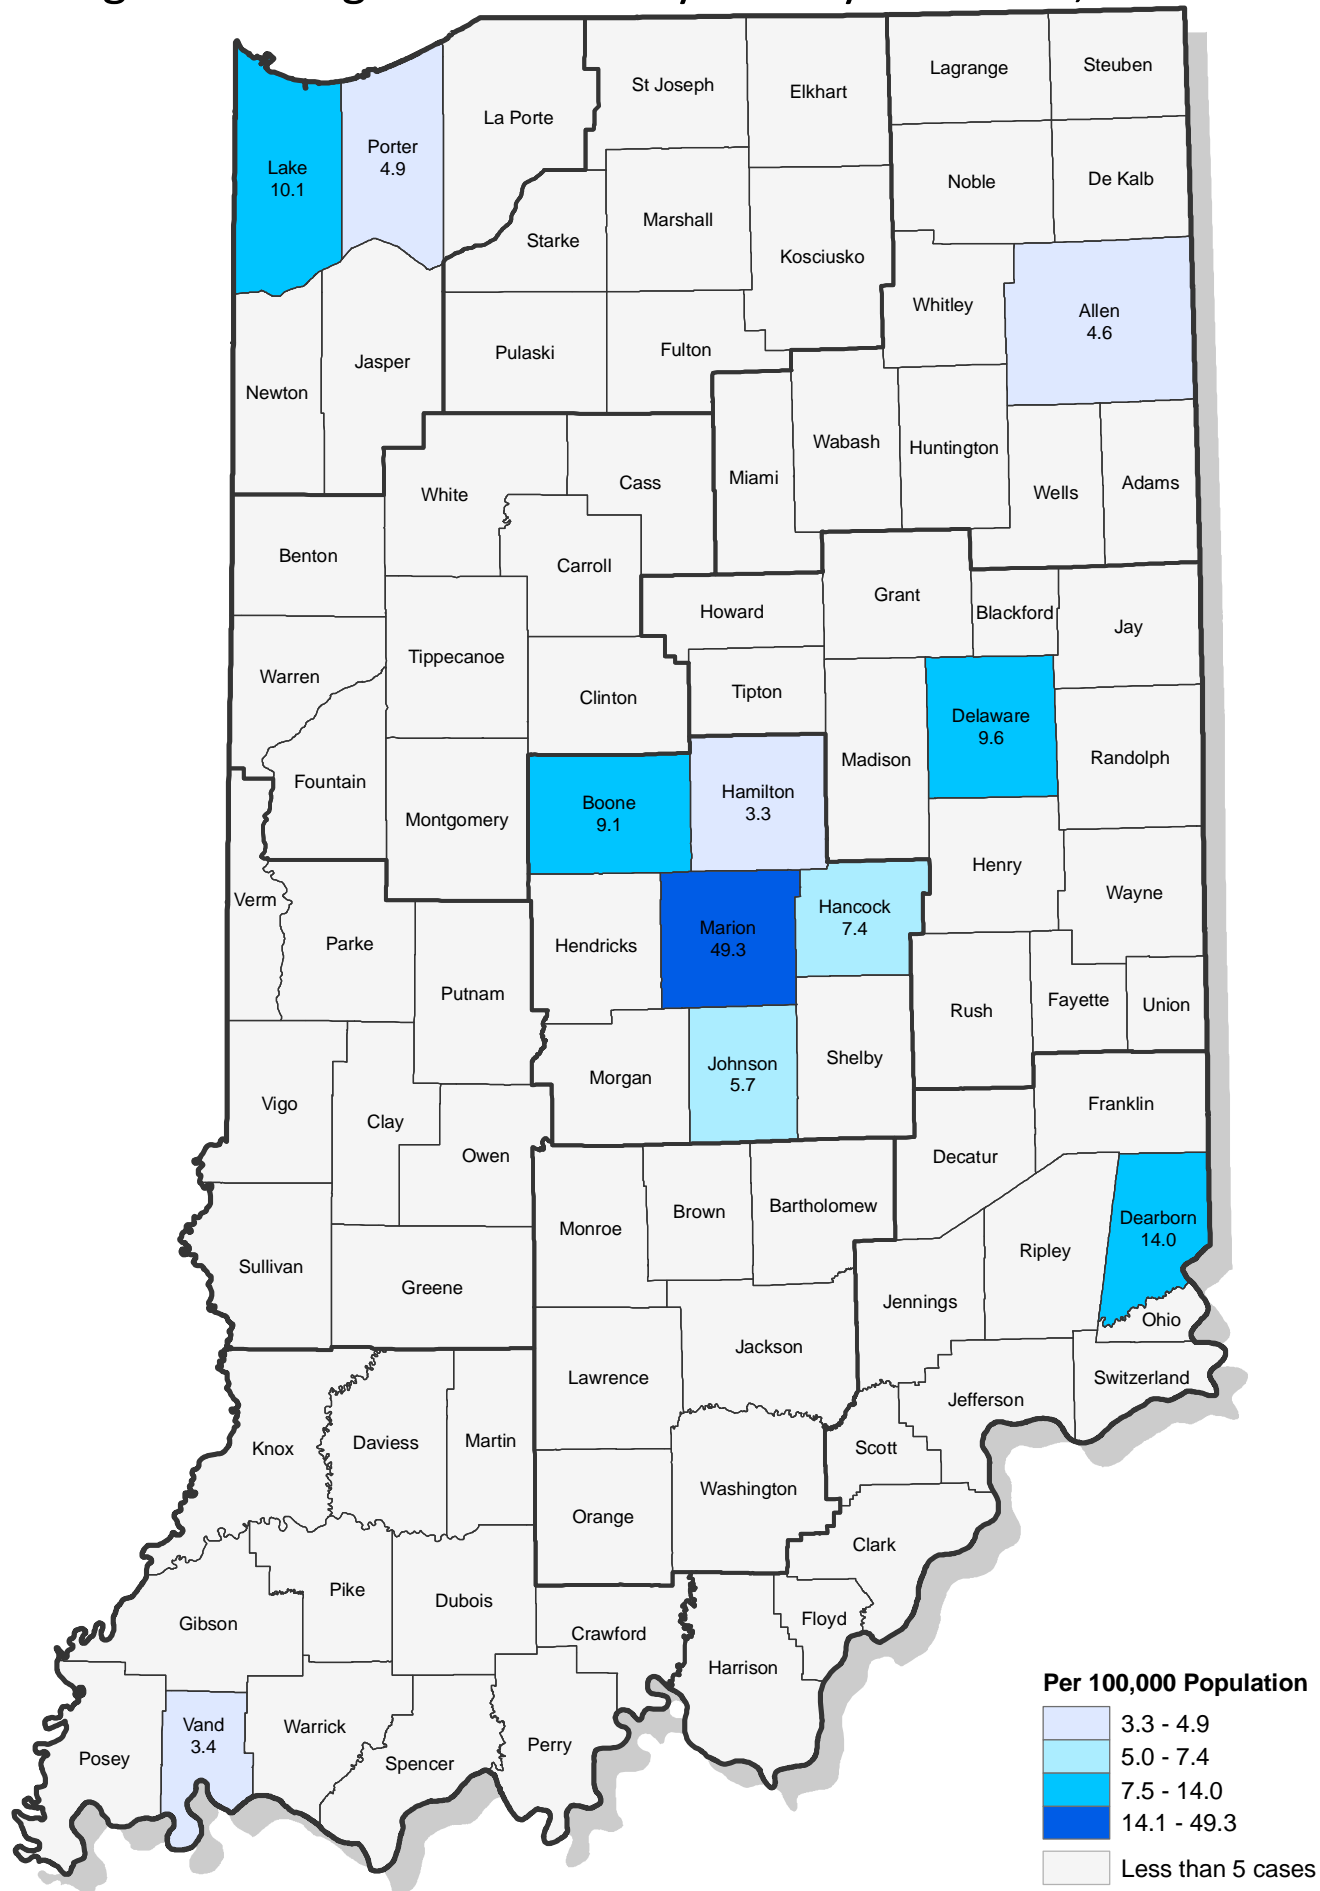 St Joseph
Elkhart
Lagrange
Steuben
La Porte
Porter
4.9
Lake
10.1
Noble
De Kalb
Marshall
Starke
Kosciusko
Whitley
Allen
4.6
Pulaski
Fulton
Jasper
Newton
Wabash
Huntington
Miami
Cass
White
Wells
Adams
Benton
Carroll
Grant
Howard
Blackford
Jay
Tippecanoe
Warren
Clinton
Tipton
Delaware
9.6
Madison
Randolph
Fountain
Hamilton
3.3
Boone
9.1
Montgomery
Henry
Wayne
Verm
Hancock
7.4
Marion
49.3
Parke
Hendricks
Putnam
Rush
Fayette
Union
Shelby
Johnson
5.7
Morgan
Vigo
Clay
Franklin
Owen
Decatur
Bartholomew
Brown
Monroe
Dearborn
14.0
Ripley
Sullivan
Greene
Jennings
Ohio
Jackson
Lawrence
Switzerland
Jefferson
Knox
Daviess
Martin
Scott
Washington
Orange
Clark
Pike
Dubois
Gibson
Floyd
Crawford
Harrison
Vand
3.4
Warrick
Perry
Posey
Spencer
Per 100,000 Population
3.3 - 4.9
5.0 - 7.4
7.5 - 14.0
14.1 - 49.3
Less than 5 cases